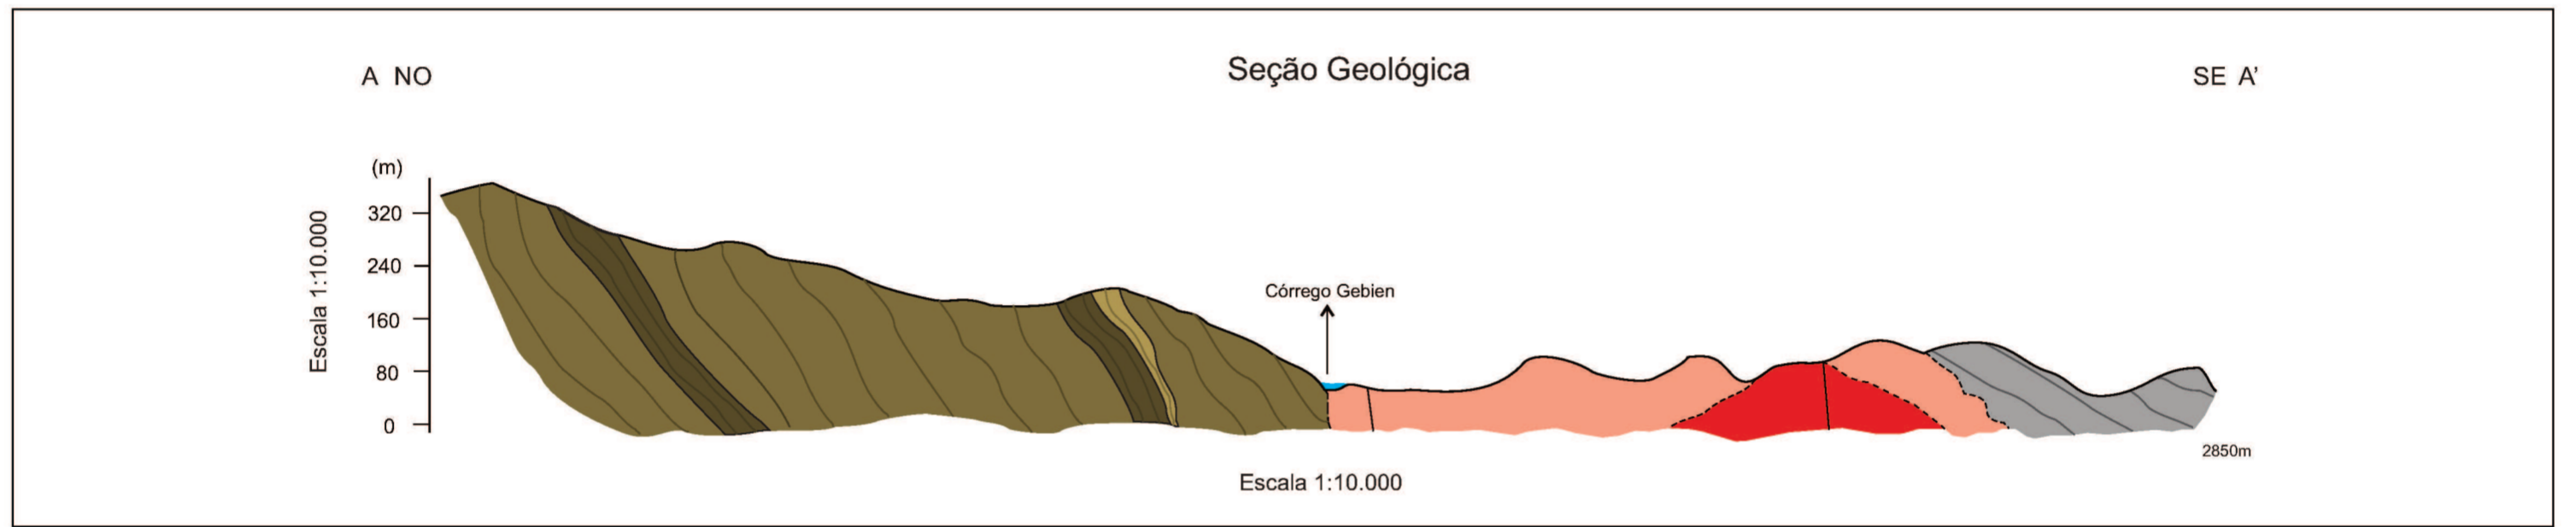 Seção Geológica
A NO
SE A’
(m)
320
240
160
80
0
Escala 1:10.000
Córrego Gebien
2850m
Escala 1:10.000